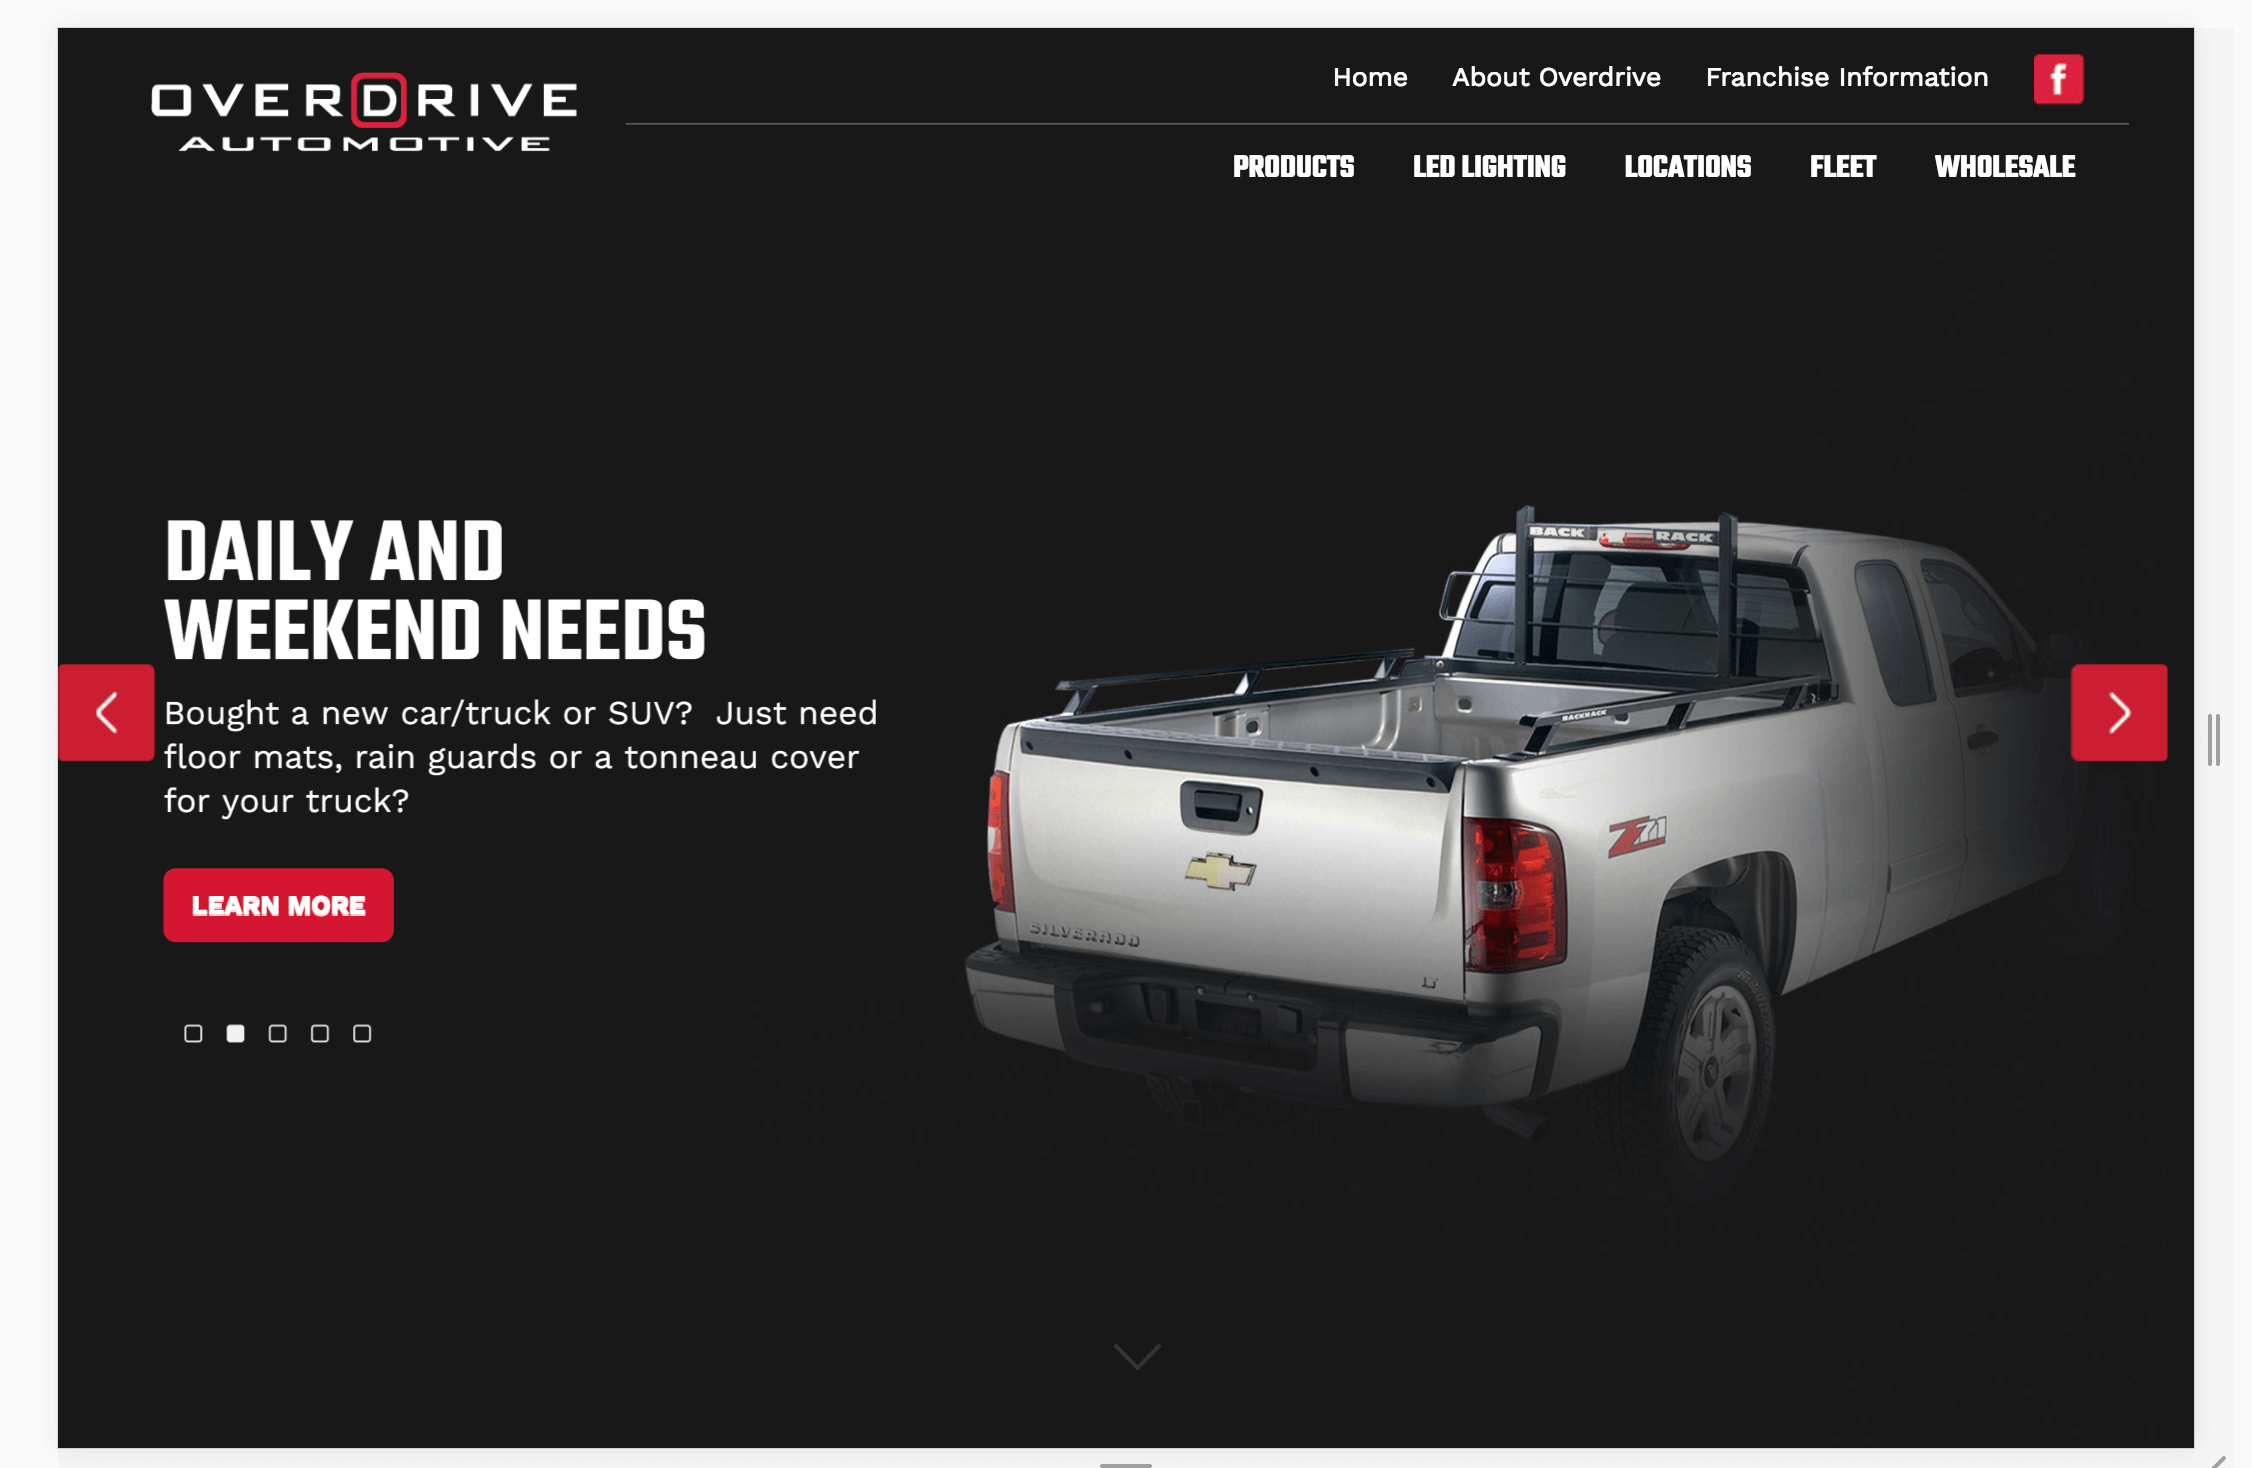 OVERDRIVE
AUTOMOTIVE
Home About Overdrive Franchise Information f
PRODUCTS LED LIGHTING LOCATIONS FLEET WHOLESALE
DAILY AND
WEEKEND NEEDS
Bought a new car/truck or SUV? Just need
floor mats, rain guards or a tonneau cover
for your truck?
LEARN MORE
BACK RACK
BACKRACK
Z71
SILVERADO
LT